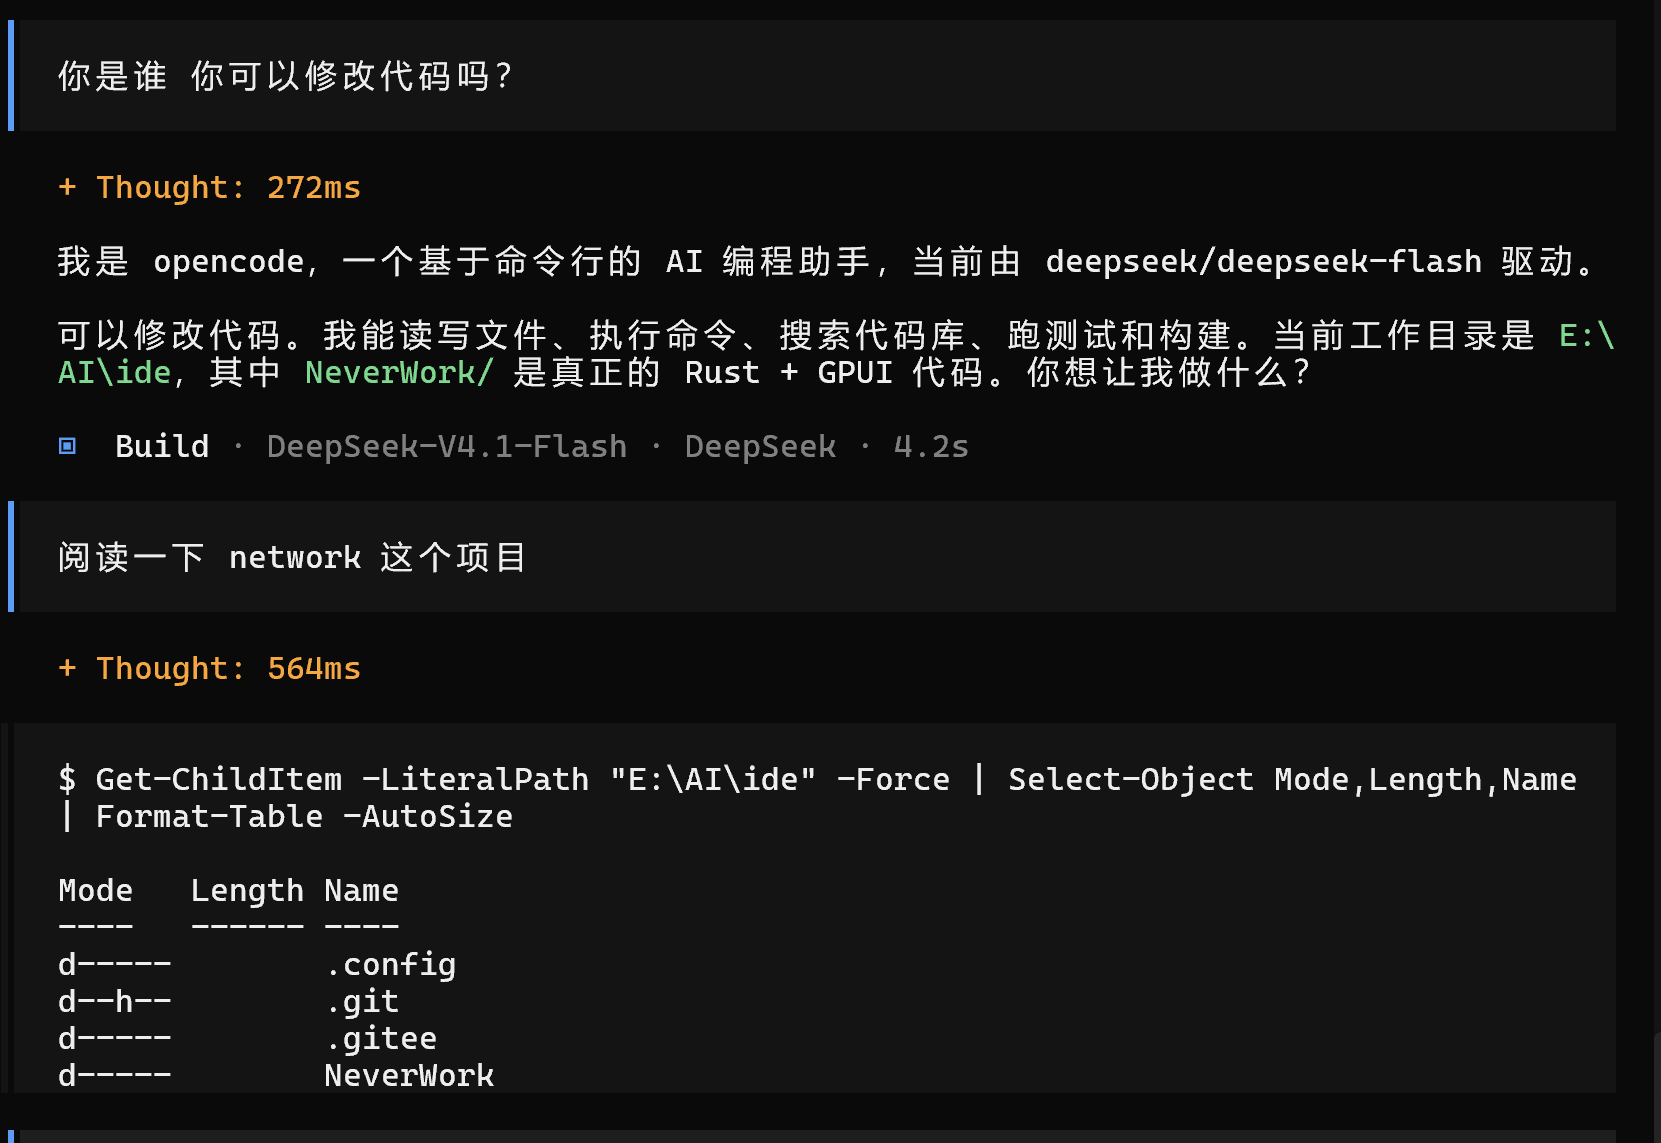 你是谁 你可以修改代码吗？
+ Thought: 272ms
我是 opencode，一个基于命令行的 AI 编程助手，当前由 deepseek/deepseek-flash 驱动。
可以修改代码。我能读写文件、执行命令、搜索代码库、跑测试和构建。当前工作目录是 E:\
AI\ide，其中 NeverWork/ 是真正的 Rust + GPUI 代码。你想让我做什么？
Build · DeepSeek-V4.1-Flash · DeepSeek · 4.2s
阅读一下 network 这个项目
+ Thought: 564ms
$ Get-ChildItem -LiteralPath "E:\AI\ide" -Force | Select-Object Mode,Length,Name
| Format-Table -AutoSize
Mode   Length Name
----   ------ ----
d-----        .config
d--h--        .git
d-----        .gitee
d-----        NeverWork